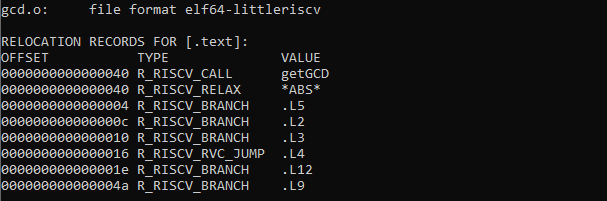 gcd.o:     file format elf64-littleriscv
RELOCATION RECORDS FOR [.text]:
OFFSET           TYPE              VALUE
0000000000000040 R_RISCV_CALL      getGCD
0000000000000040 R_RISCV_RELAX     *ABS*
0000000000000004 R_RISCV_BRANCH    .L5
000000000000000c R_RISCV_BRANCH    .L2
0000000000000010 R_RISCV_BRANCH    .L3
0000000000000016 R_RISCV_RVC_JUMP  .L4
000000000000001e R_RISCV_BRANCH    .L12
000000000000004a R_RISCV_BRANCH    .L9